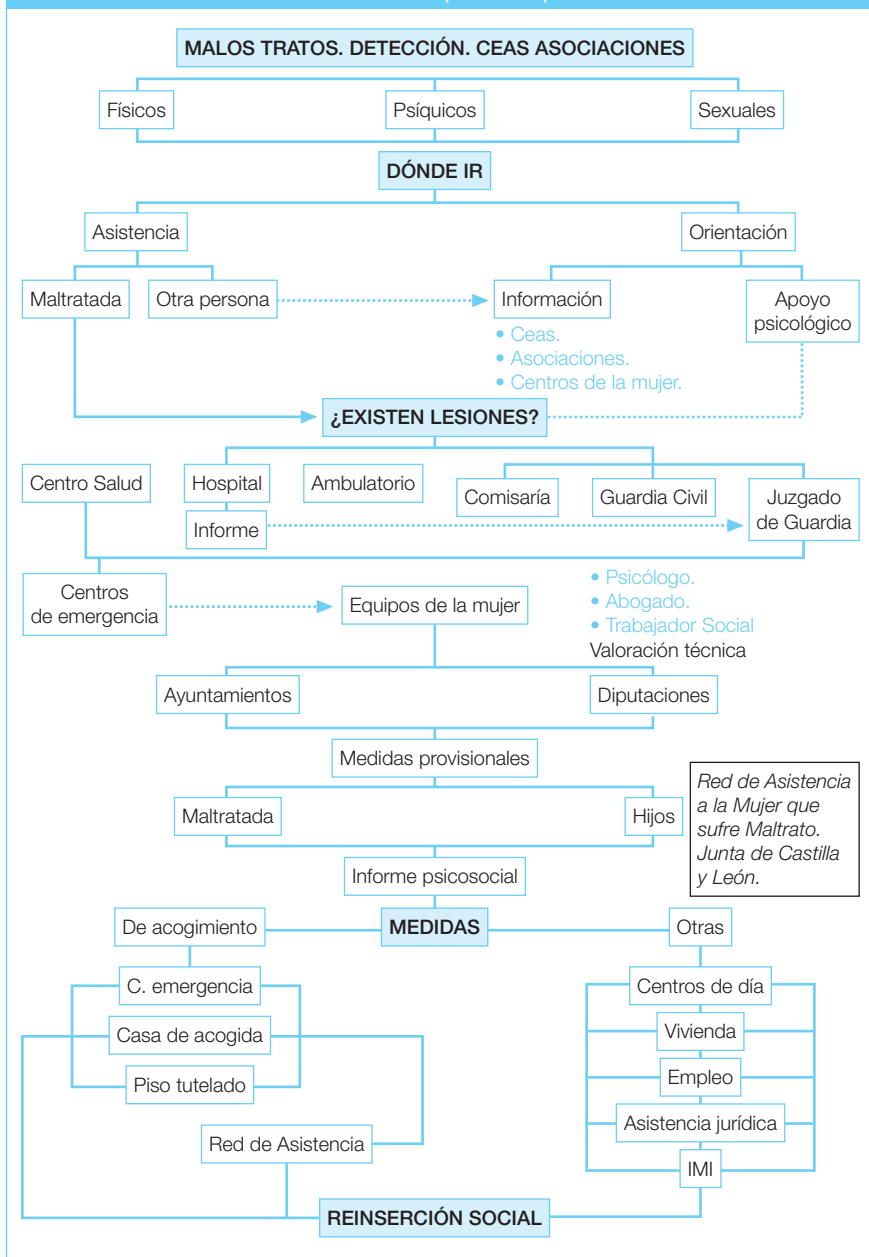 MALOS TRATOS. DETECCIÓN. CEAS ASOCIACIONES
Físicos
Psíquicos
Sexuales
DÓNDE IR
Asistencia
Orientación
Maltratada
Otra persona
Información
Apoyo
psicológico
• Ceas.
• Asociaciones.
• Centros de la mujer.
¿EXISTEN LESIONES?
Centro Salud
Hospital
Ambulatorio
Comisaría
Guardia Civil
Juzgado
de Guardia
Informe
Centros
de emergencia
Equipos de la mujer
• Psicólogo.
• Abogado.
• Trabajador Social
Valoración técnica
Ayuntamientos
Diputaciones
Medidas provisionales
Maltratada
Hijos
Red de Asistencia
a la Mujer que
sufre Maltrato.
Junta de Castilla
y León.
Informe psicosocial
De acogimiento
MEDIDAS
Otras
C. emergencia
Casa de acogida
Piso tutelado
Red de Asistencia
Centros de día
Vivienda
Empleo
Asistencia jurídica
IMI
REINSERCIÓN SOCIAL